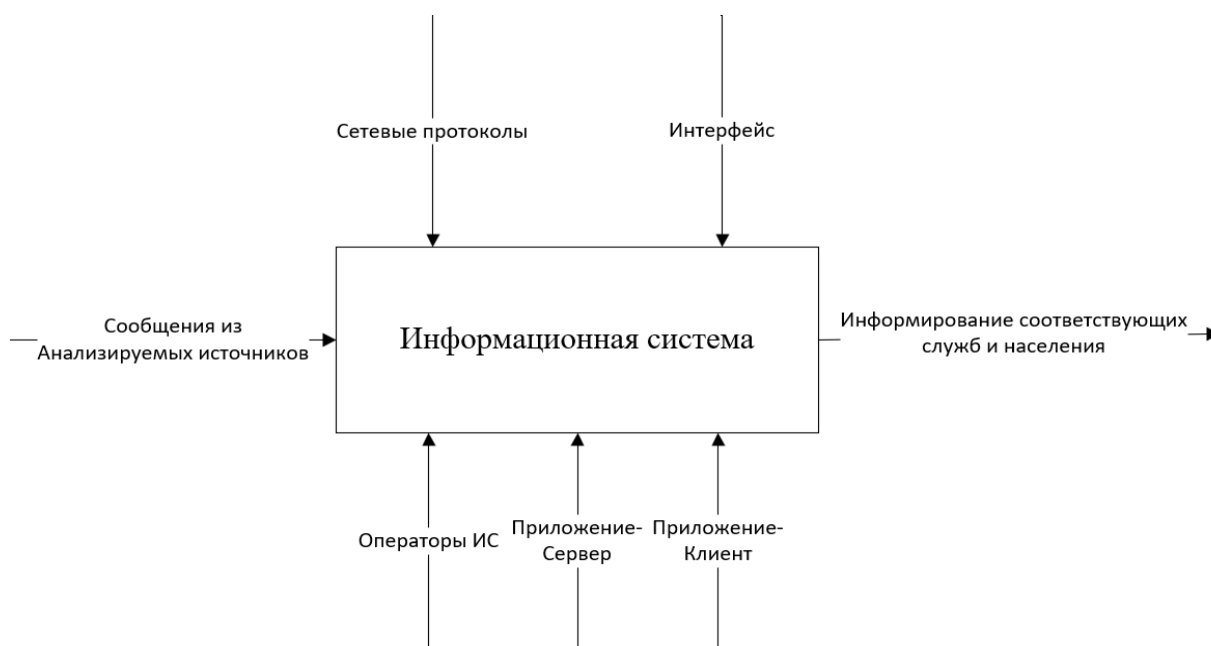 Сетевые протоколы
Интерфейс
Сообщения из
Анализируемых источников
Информационная система
Информирование соответствующих
служб и населения
Операторы ИС
Приложение-
Сервер
Приложение-
Клиент